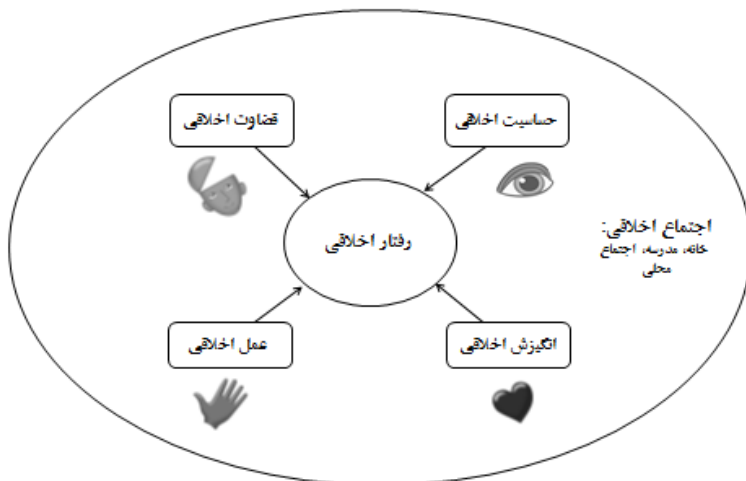 حساسیت اخلاقی
قضاوت اخلاقی
رفتار اخلاقی
اجتماع اخلاقی:
خانه، مدرسه، اجتماع
محلی
انگیزش اخلاقی
عمل اخلاقی